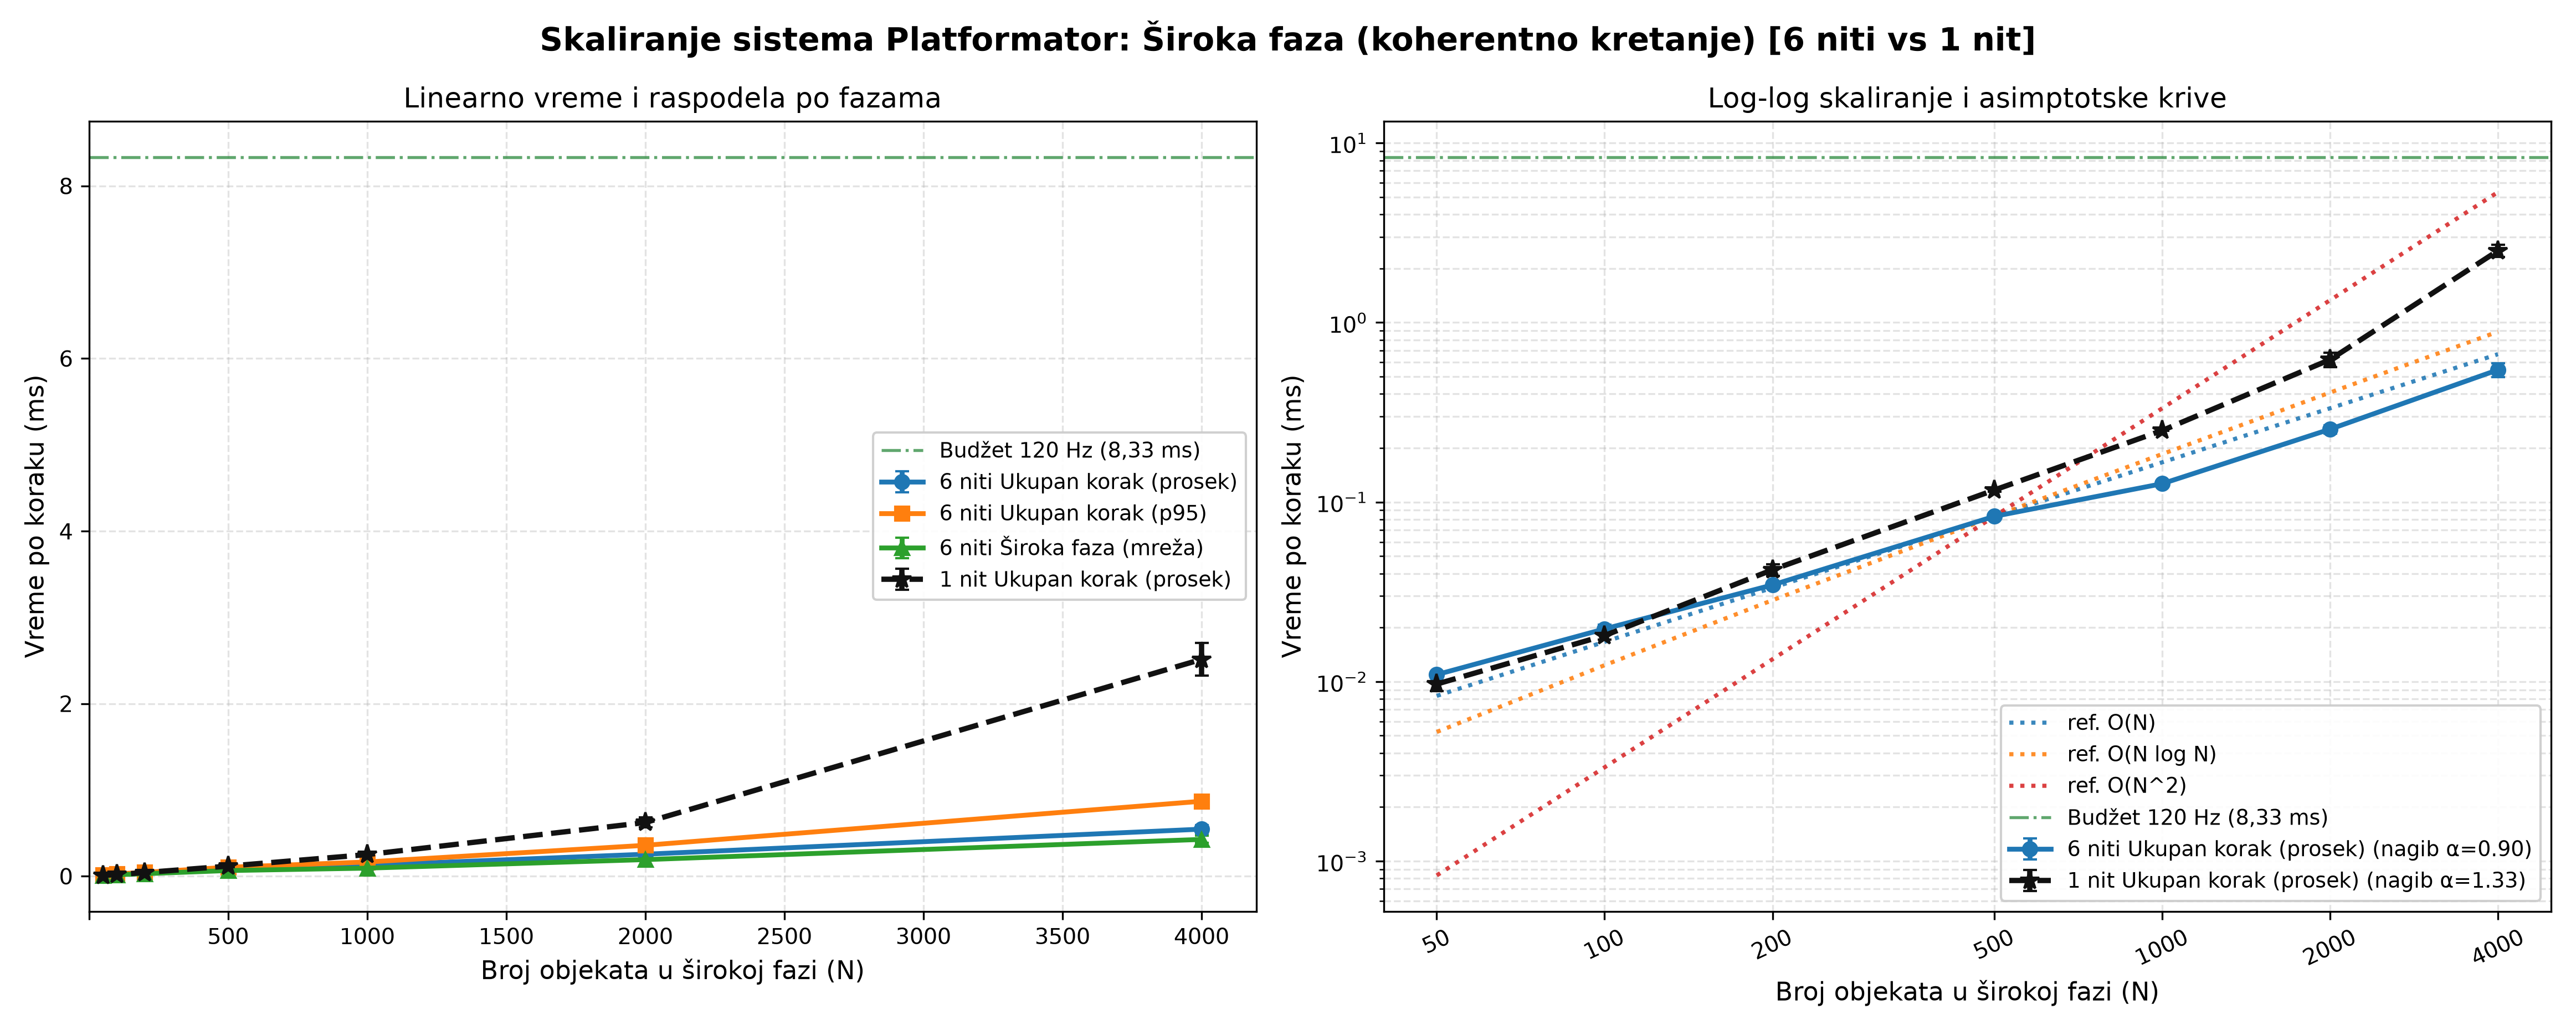 Skaliranje sistema Platformator: Široka faza (koherentno kretanje) [6 niti vs 1 nit]
Linearno vreme i raspodela po fazama
Vreme po koraku (ms)
8
6
4
2
0
Budžet 120 Hz (8,33 ms)
6 niti Ukupan korak (prosek)
6 niti Ukupan korak (p95)
6 niti Široka faza (mreža)
1 nit Ukupan korak (prosek)
500 1000 1500 2000 2500 3000 3500 4000
Broj objekata u širokoj fazi (N)
Log-log skaliranje i asimptotske krive
Vreme po koraku (ms)
10¹
10⁰
10⁻¹
10⁻²
10⁻³
ref. O(N)
ref. O(N log N)
ref. O(N^2)
Budžet 120 Hz (8,33 ms)
6 niti Ukupan korak (prosek) (nagib α=0.90)
1 nit Ukupan korak (prosek) (nagib α=1.33)
50 100 200 500 1000 2000 4000
Broj objekata u širokoj fazi (N)